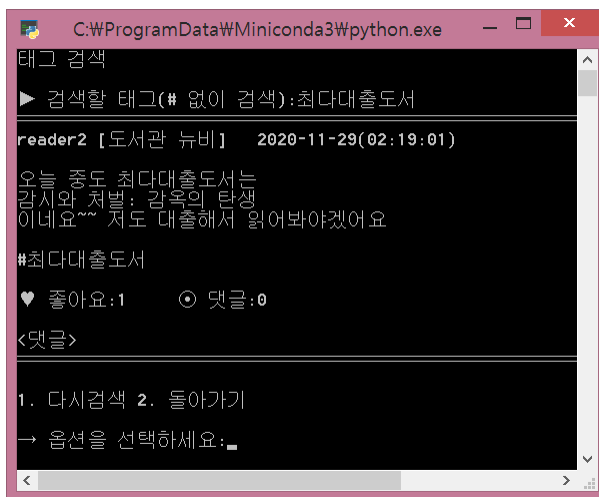 C:₩ProgramData₩Miniconda3₩python.exe
태그 검색
▶ 검색할 태그(# 없이 검색):최다대출도서
reader2 [도서관 뉴비]   2020-11-29(02:19:01)
오늘 중도 최다대출도서는
감시와 처벌: 감옥의 탄생
이네요~~ 저도 대출해서 읽어봐야겠어요
#최다대출도서
♥ 좋아요:1     ⊙ 댓글:0
<댓글>
1. 다시검색 2. 돌아가기
→ 옵션을 선택하세요: